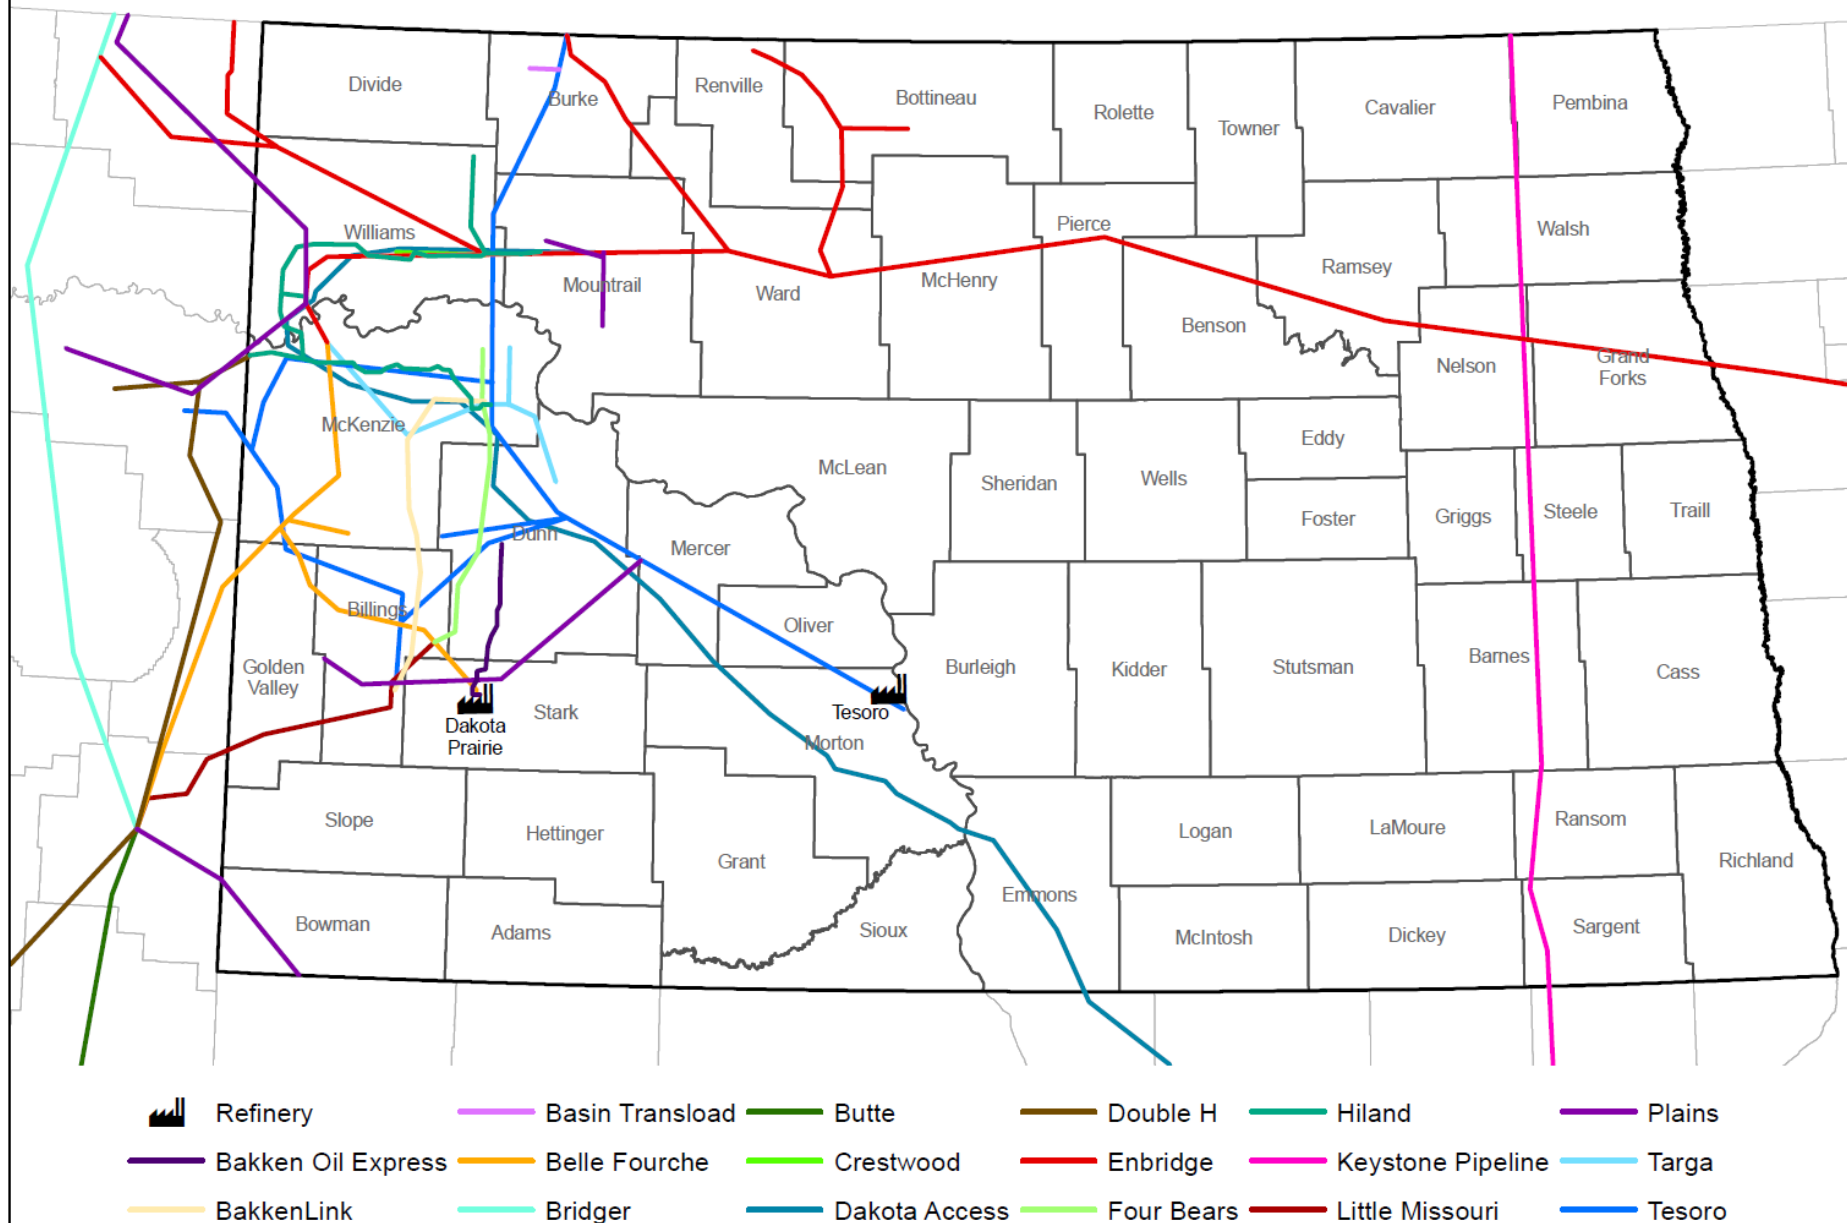 Divide
Burke
Renville
Bottineau
Rolette
Towner
Cavalier
Pembina
Williams
Mountrail
Ward
McHenry
Pierce
Benson
Ramsey
Walsh
Nelson
Grand
Forks
McKenzie
Dunn
McLean
Mercer
Oliver
Sheridan
Wells
Eddy
Foster
Griggs
Steele
Traill
Billings
Golden
Valley
Stark
Dakota
Prairie
Tesoro
Morton
Burleigh
Kidder
Stutsman
Barnes
Cass
Slope
Hettinger
Grant
Bowman
Adams
Sioux
Emmons
Logan
LaMoure
Ransom
Richland
McIntosh
Dickey
Sargent
Refinery
Basin Transload
Butte
Double H
Hiland
Plains
Bakken Oil Express
Belle Fourche
Crestwood
Enbridge
Keystone Pipeline
Targa
BakkenLink
Bridger
Dakota Access
Four Bears
Little Missouri
Tesoro